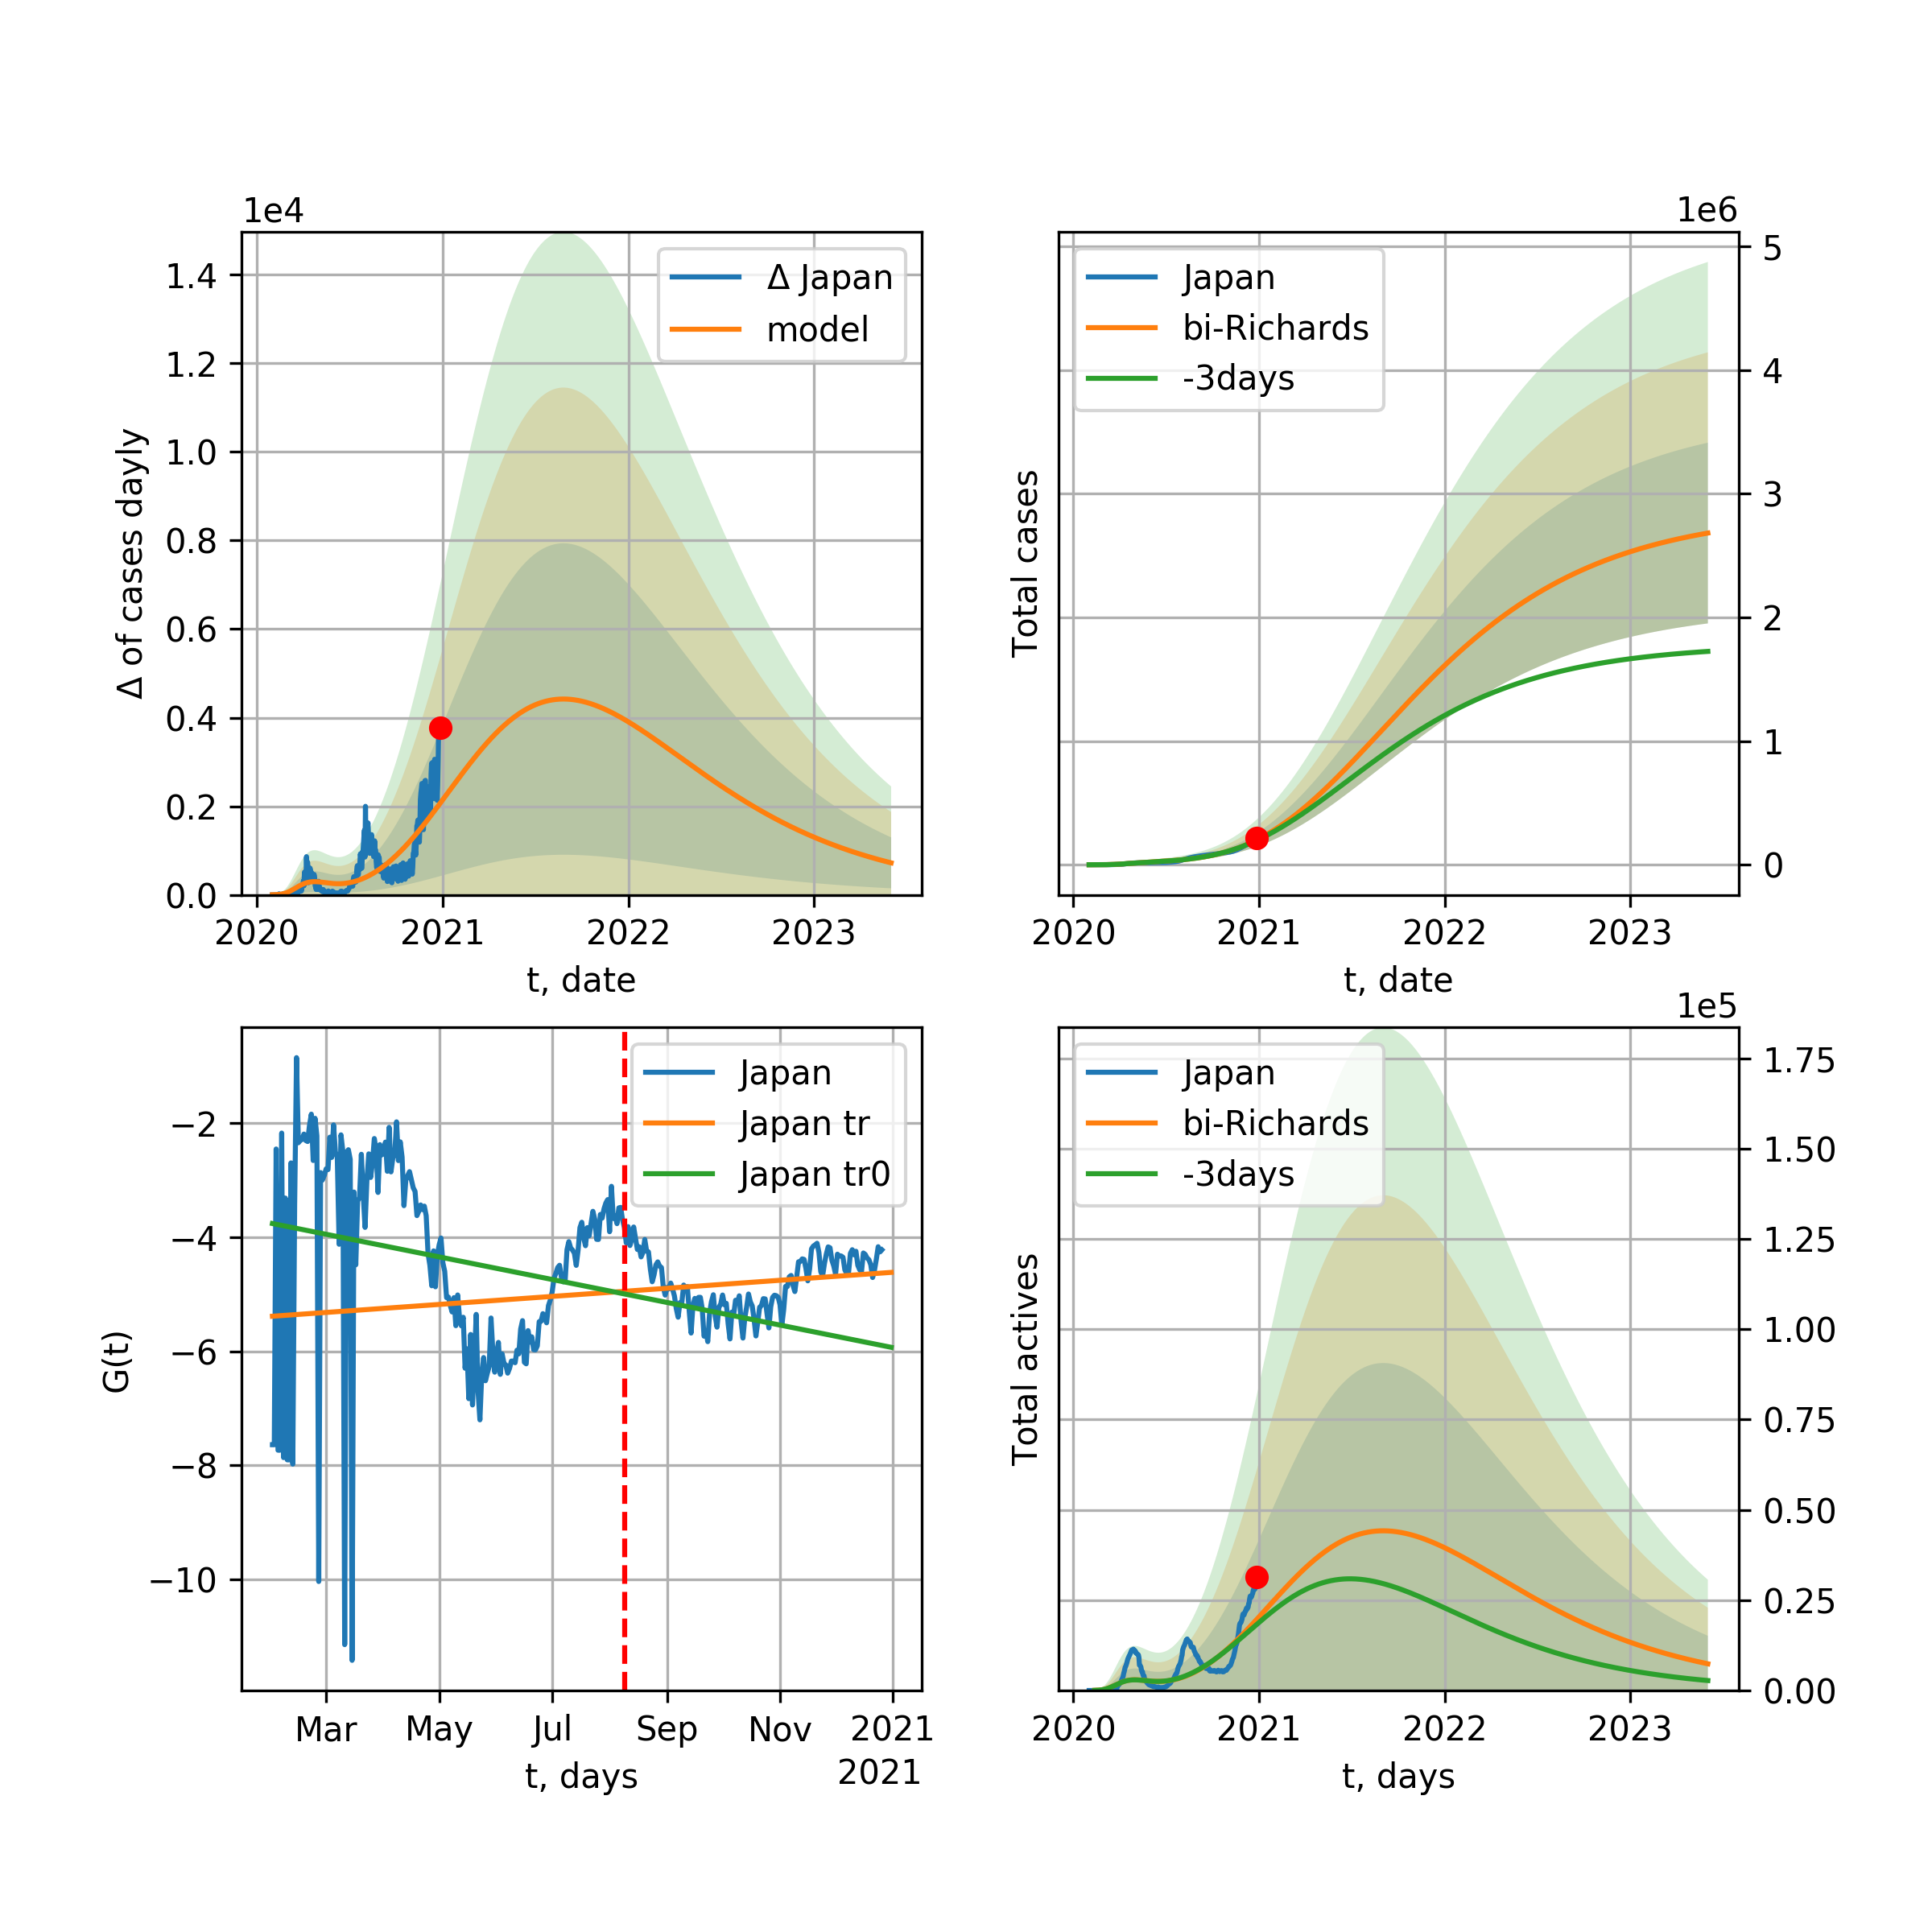 1e4
1.4
1.2
1.0
0.8
0.6
0.4
0.2
0.0
Δ of cases dayly
Δ Japan
model
2020 2021 2022 2023
t, date
1e6
5
4
3
2
1
0
Total cases
Japan
bi-Richards
-3days
2020 2021 2022 2023
t, date
−2
−4
−6
−8
−10
G(t)
Japan
Japan tr
Japan tr0
Mar May Jul Sep Nov 2021
t, days 2021
1e5
1.75
1.50
1.25
1.00
0.75
0.50
0.25
0.00
Total actives
Japan
bi-Richards
-3days
2020 2021 2022 2023
t, days